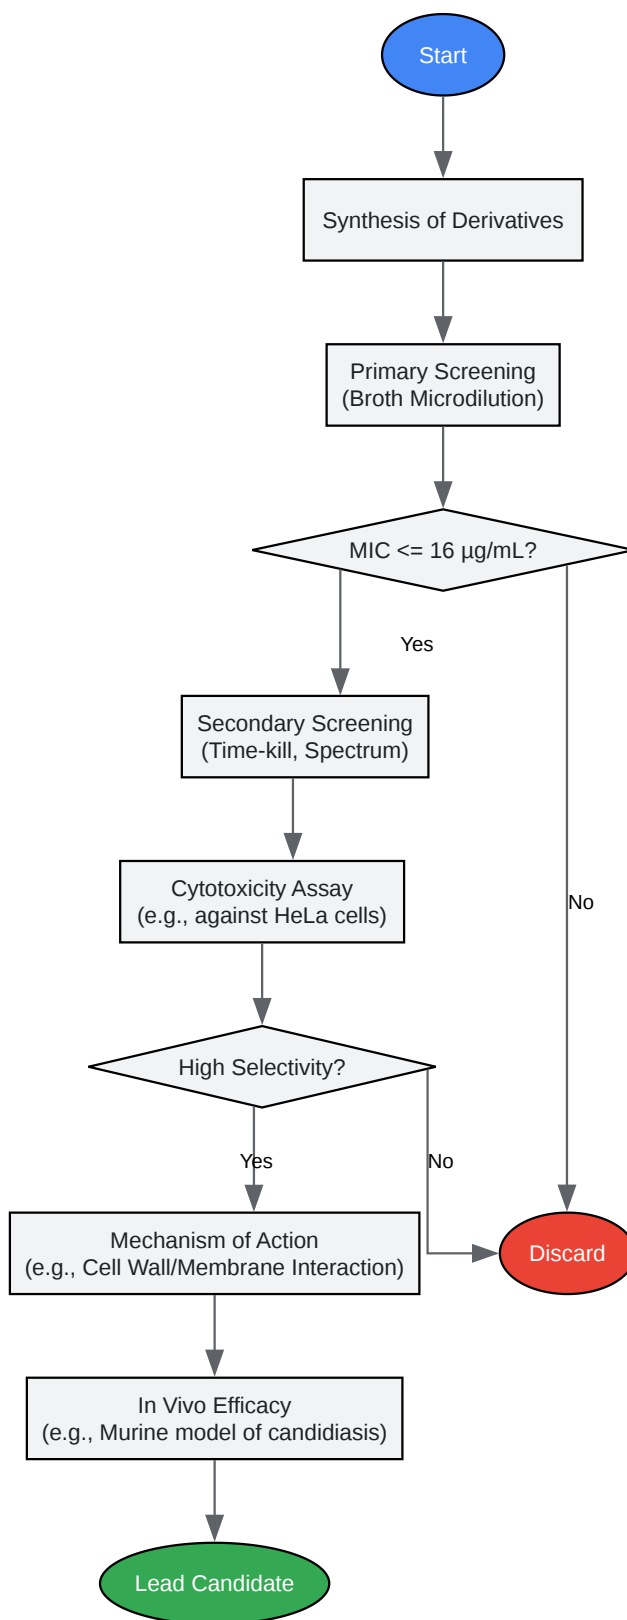 Start
Synthesis of Derivatives
Primary Screening
(Broth Microdilution)
MIC <= 16 µg/mL?
Yes
Secondary Screening
(Time-kill, Spectrum)
Cytotoxicity Assay
(e.g., against HeLa cells)
No
High Selectivity?
Yes
No
Mechanism of Action
(e.g., Cell Wall/Membrane Interaction)
Discard
In Vivo Efficacy
(e.g., Murine model of candidiasis)
Lead Candidate